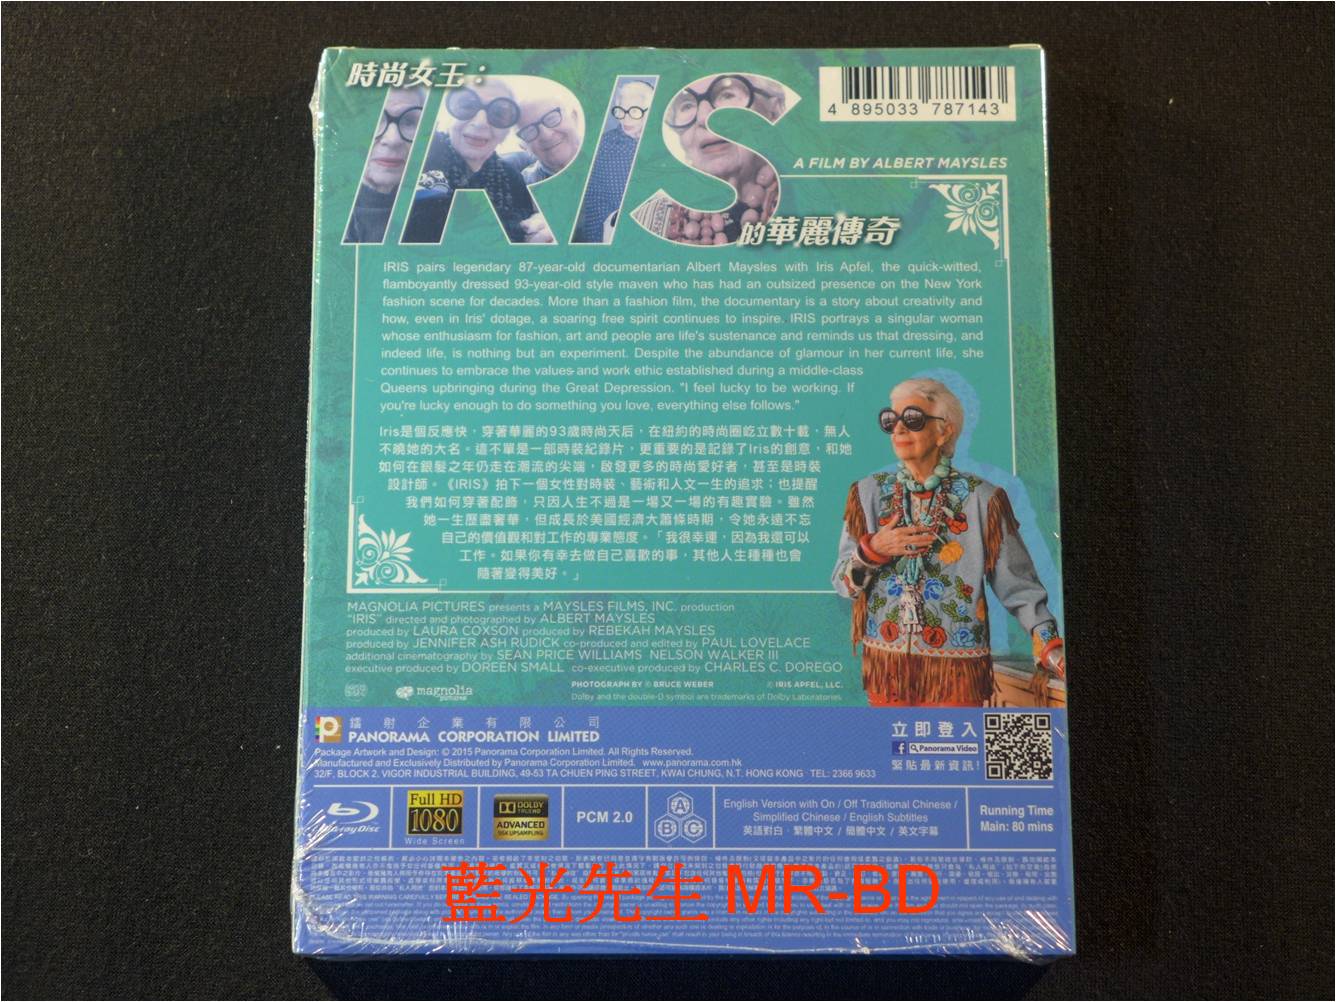 時尚女王：
IRIS
4 895033 787143
A FILM BY ALBERT MAYSLES
的華麗傳奇
IRIS pairs legendary 87-year-old documentarian Albert Maysles with Iris Apfel, the quick-witted,
flamboyantly dressed 93-year-old style maven who has had an outsized presence on the New York
fashion scene for decades. More than a fashion film, the documentary is a story about creativity and
how, even in Iris' dotage, a soaring free spirit continues to inspire. IRIS portrays a singular woman
whose enthusiasm for fashion, art and people are life's sustenance and reminds us that dressing, and
indeed life, is nothing but an experiment. Despite the abundance of glamour in her current life, she
continues to embrace the values and work ethic established during a middle-class
Queens upbringing during the Great Depression. "I feel lucky to be working. If
you're lucky enough to do something you love, everything else follows."
Iris是個反應快，穿著華麗的93歲時尚天后，在紐約的時尚圈屹立數十載，無人
不曉她的大名。這不單是一部時裝紀錄片，更重要的是記錄了Iris的創意，和她
如何在銀髮之年仍走在潮流的尖端，啟發更多的時尚愛好者，甚至是時裝
設計師。《IRIS》拍下一個女性對時裝、藝術和人文一生的追求；也提醒
我們如何穿著配飾，只因人生不過是一場又一場的有趣實驗。雖然
她一生歷盡奢華，但成長於美國經濟大蕭條時期，令她永遠不忘
自己的價值觀和對工作的專業態度。「我很幸運，因為我還可以
工作。如果你有幸去做自己喜歡的事，其他人生種種也會
隨著變得美好。」
MAGNOLIA PICTURES presents a MAYSLES FILMS, INC. production
"IRIS" directed and photographed by ALBERT MAYSLES
produced by LAURA COXSON produced by REBEKAH MAYSLES
produced by JENNIFER ASH RUDICK co-produced and edited by PAUL LOVELACE
additional cinematography by SEAN PRICE WILLIAMS NELSON WALKER III
executive produced by DOREEN SMALL co-executive produced by CHARLES C. DOREGO
PHOTOGRAPH BY © BRUCE WEBER © IRIS APFEL, LLC.
magnolia pictures
Dolby and the double-D symbol are trademarks of Dolby Laboratories.
鐳射企業有限公司
PANORAMA CORPORATION LIMITED
Package Artwork and Design: © 2015 Panorama Corporation Limited. All Rights Reserved.
Manufactured and Exclusively Distributed by Panorama Corporation Limited. www.panorama.com.hk
32/F, BLOCK 2, VIGOR INDUSTRIAL BUILDING, 49-53 TA CHUEN PING STREET, KWAI CHUNG, N.T. HONG KONG TEL: 2366 9633
立即登入
f Panorama Video
緊貼最新資訊!
Blu-ray Disc
Full HD
1080
Wide Screen
DOLBY
TRUEHD
ADVANCED
96K UPSAMPLING
PCM 2.0
A
B C
English Version with On / Off Traditional Chinese /
Simplified Chinese / English Subtitles
英語對白，繁體中文 / 簡體中文 / 英文字幕
Running Time
Main: 80 mins
藍光先生 MR-BD